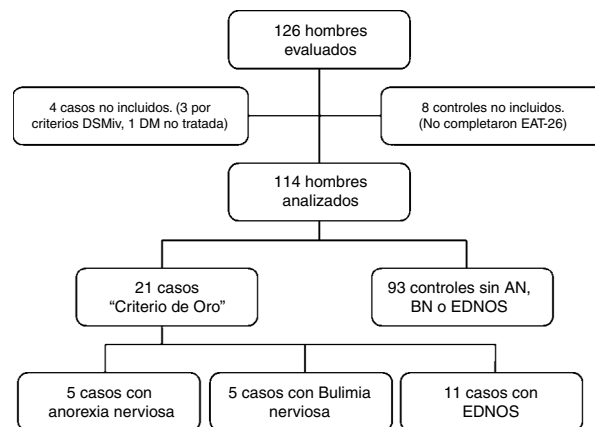 126 hombres
evaluados
4 casos no incluidos. (3 por
criterios DSMiv, 1 DM no tratada)
8 controles no incluidos.
(No completaron EAT-26)
114 hombres
analizados
21 casos
“Criterio de Oro”
93 controles sin AN,
BN o EDNOS
5 casos con
anorexia nerviosa
5 casos con Bulimia
nerviosa
11 casos con
EDNOS